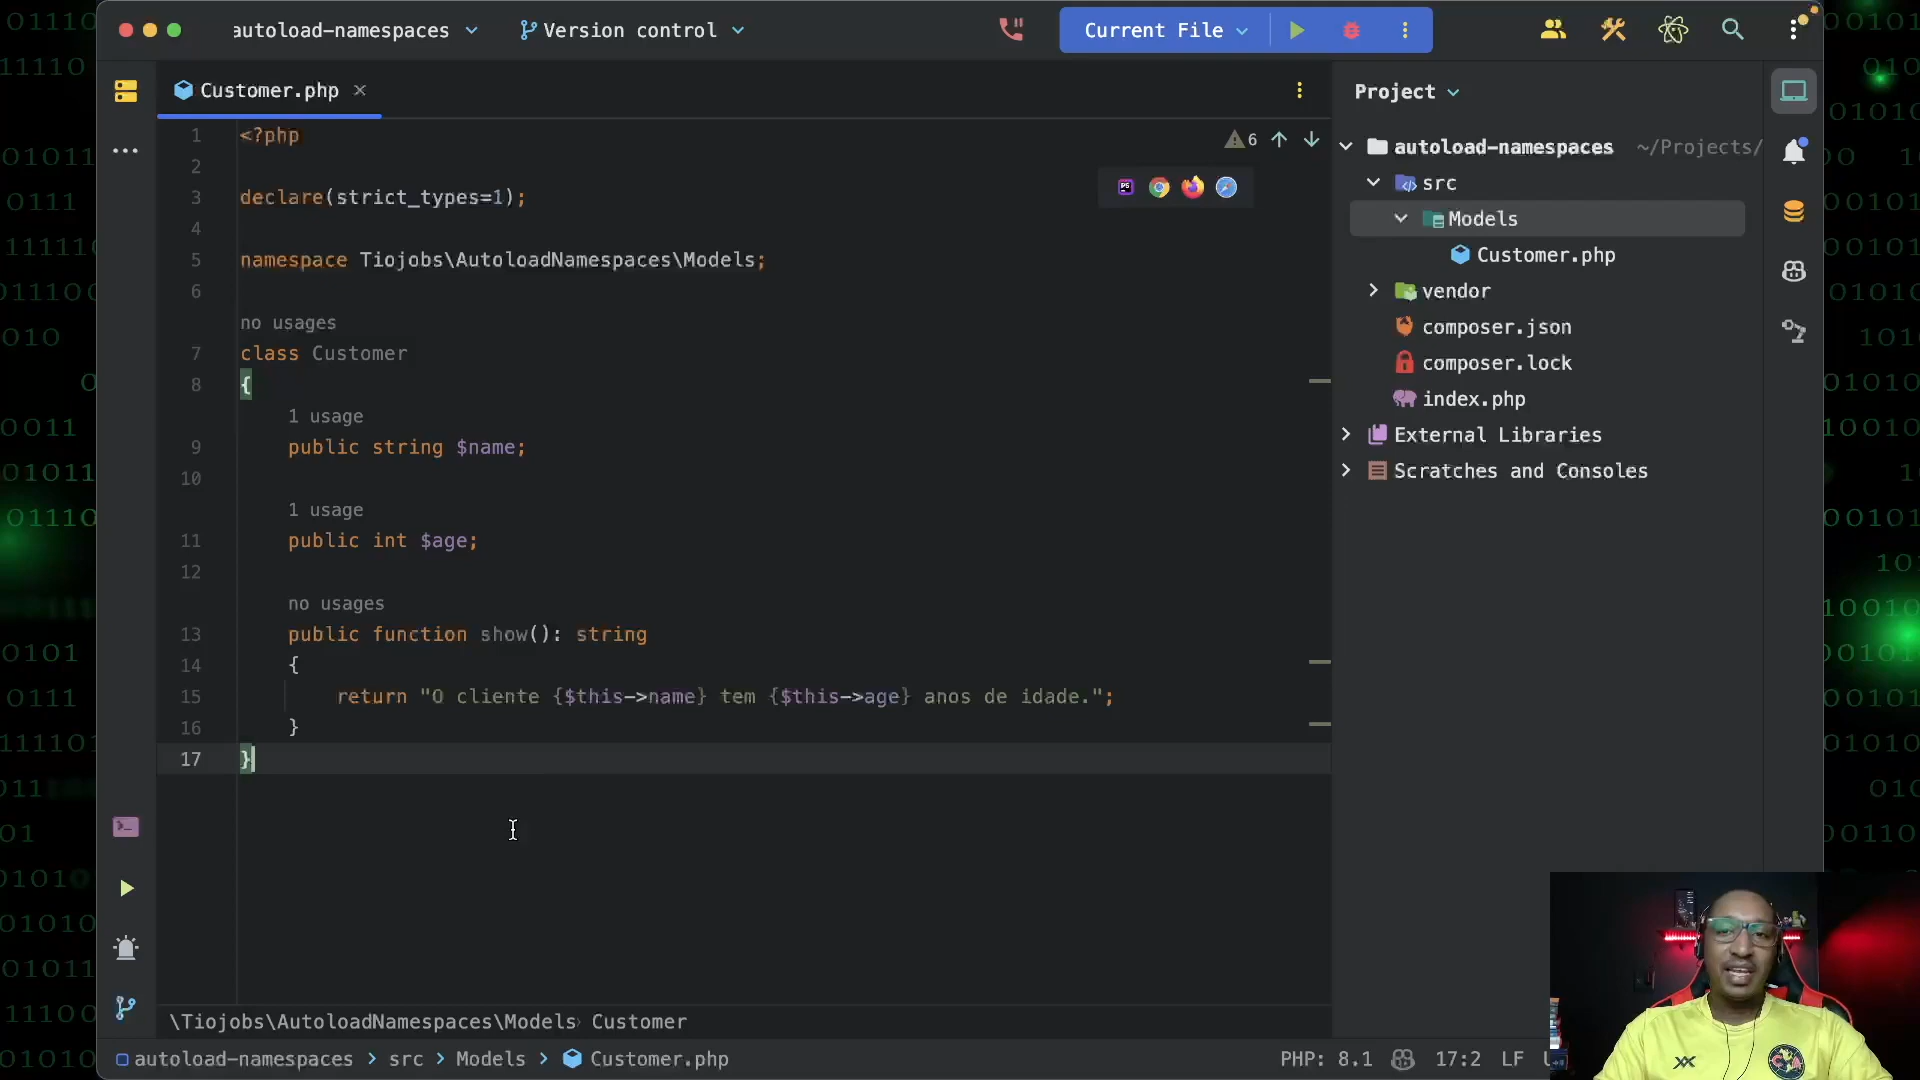 autoload-namespaces
Version control
Current File
Customer.php
Project
1 <?php
6
2
3 declare(strict_types=1);
4
5 namespace Tiojobs\AutoloadNamespaces\Models;
6
no usages
7 class Customer
8 {
1 usage
9 public string $name;
10
1 usage
11 public int $age;
12
no usages
13 public function show(): string
14 {
15 return "O cliente {$this->name} tem {$this->age} anos de idade.";
16 }
17 }
autoload-namespaces ~/Projects/
src
Models
Customer.php
vendor
composer.json
composer.lock
index.php
External Libraries
Scratches and Consoles
\Tiojobs\AutoloadNamespaces\Models Customer
autoload-namespaces > src > Models > Customer.php
PHP: 8.1 17:2 LF